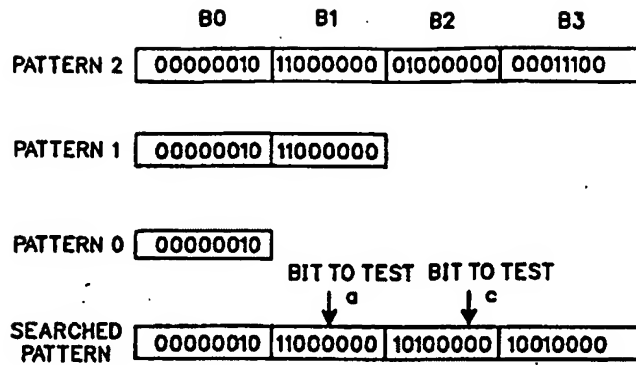 B0 B1 B2 B3
PATTERN 2 00000010 11000000 01000000 00011100
PATTERN 1 00000010 11000000
PATTERN 0 00000010
BIT TO TEST BIT TO TEST
a c
SEARCHED
PATTERN 00000010 11000000 10100000 10010000